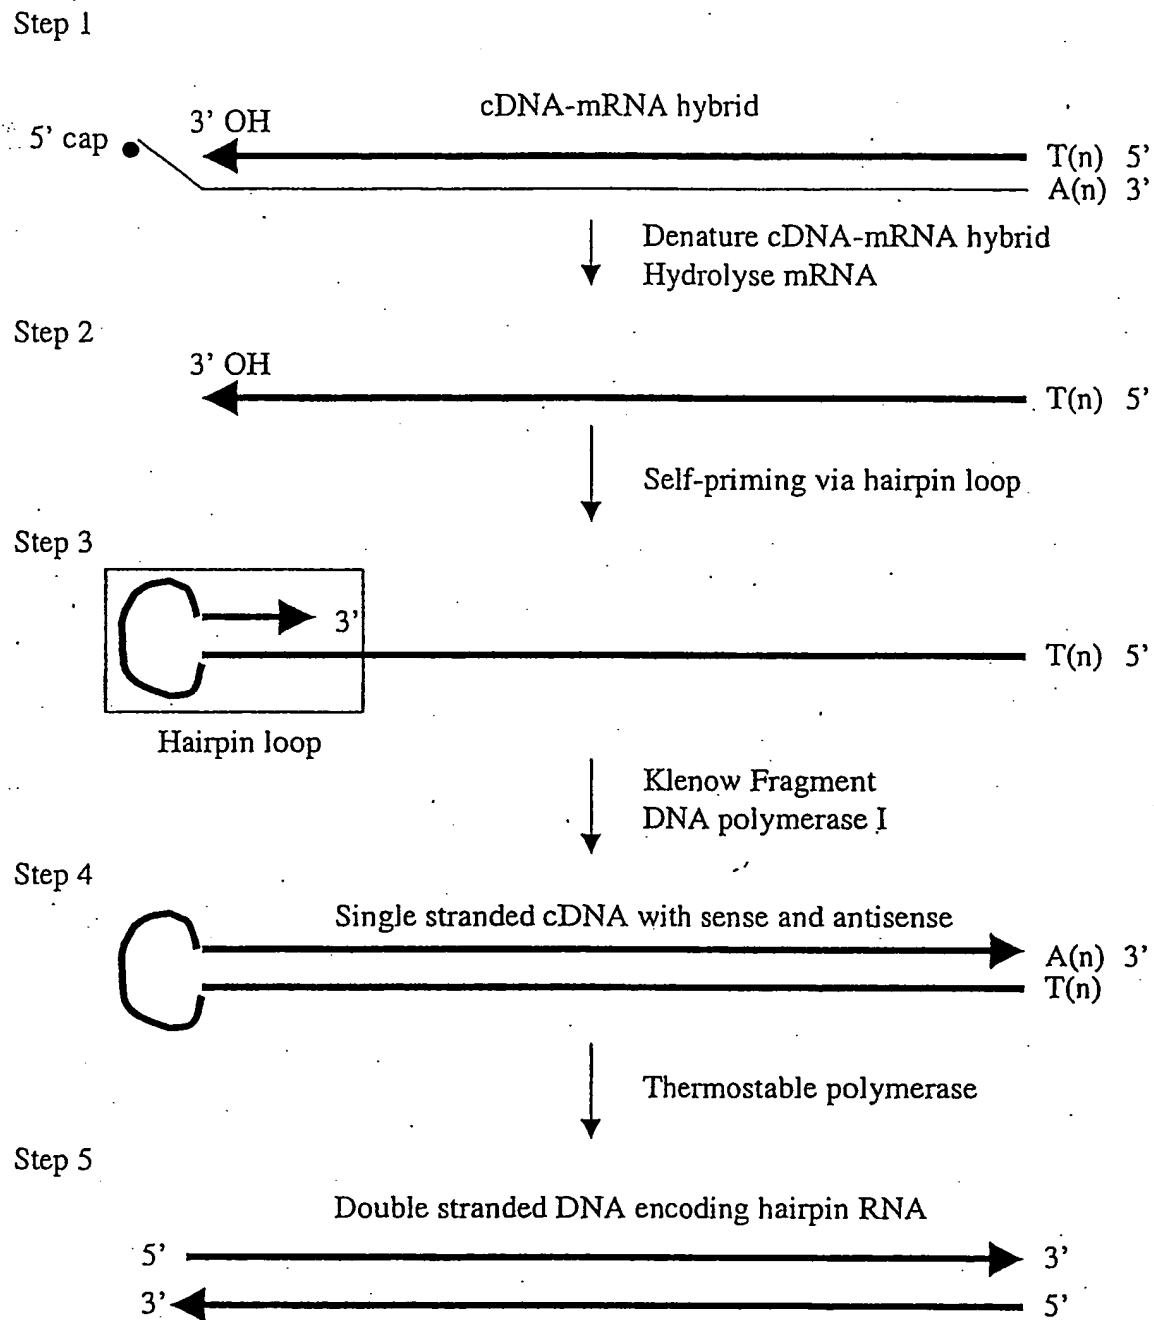 Step 1
cDNA-mRNA hybrid
3’ OH
5’ cap
T(n) 5’
A(n) 3’
Denature cDNA-mRNA hybrid
Hydrolyse mRNA
Step 2
3’ OH
T(n) 5’
Self-priming via hairpin loop
Step 3
3’
T(n) 5’
Hairpin loop
Klenow Fragment
DNA polymerase I
Step 4
Single stranded cDNA with sense and antisense
A(n) 3’
T(n)
Thermostable polymerase
Step 5
Double stranded DNA encoding hairpin RNA
5’ 3’
3’ 5’